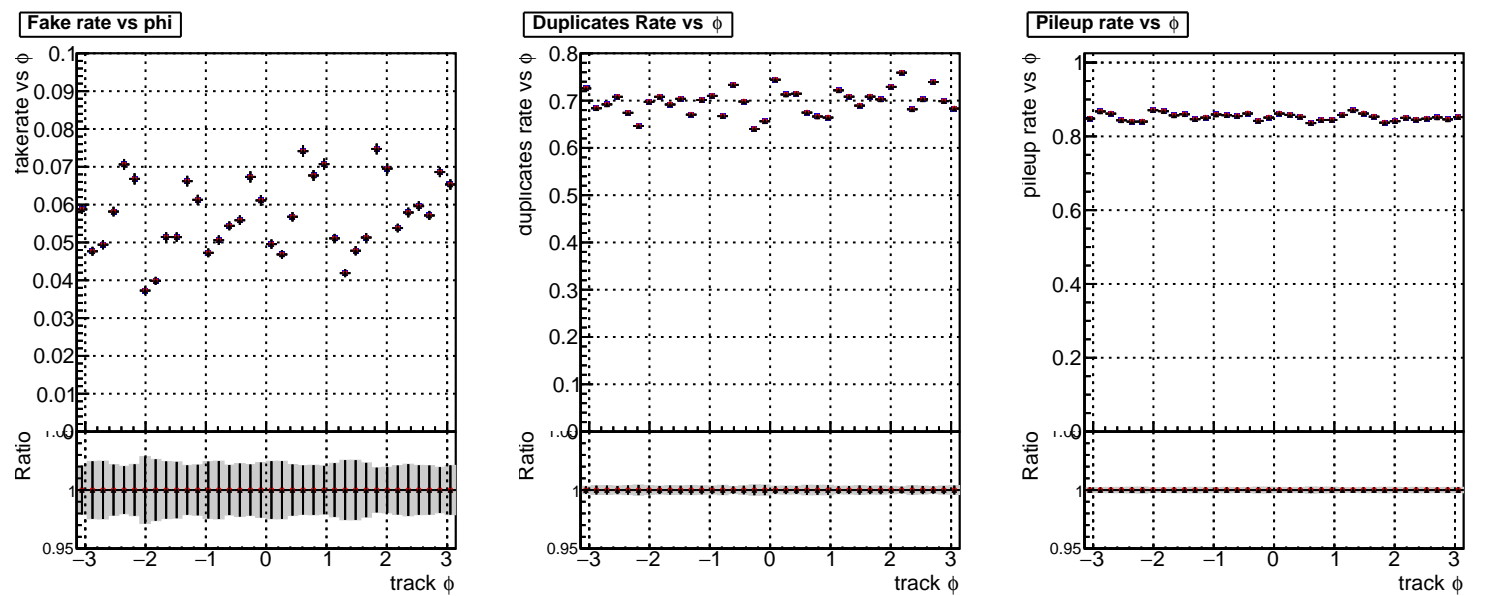 Fake rate vs phi
fakerate vs ϕ
0.1
0.09
0.08
0.07
0.06
0.05
0.04
0.03
0.02
0.01
0
Ratio
1
0.95
−3 −2 −1 0 1 2 3
track ϕ
Duplicates Rate vs ϕ
duplicates rate vs ϕ
0.8
0.7
0.6
0.5
0.4
0.3
0.2
0.1
0
Ratio
1
0.95
−3 −2 −1 0 1 2 3
track ϕ
Pileup rate vs ϕ
pileup rate vs ϕ
1
0.8
0.6
0.4
0.2
0
Ratio
1
0.95
−3 −2 −1 0 1 2 3
track ϕ